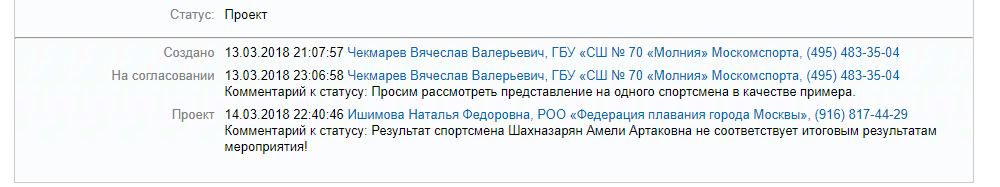 Статус: Проект
Создано 13.03.2018 21:07:57 Чекмарев Вячеслав Валерьевич, ГБУ «СШ № 70 «Молния» Москомспорта, (495) 483-35-04
На согласовании 13.03.2018 23:06:58 Чекмарев Вячеслав Валерьевич, ГБУ «СШ № 70 «Молния» Москомспорта, (495) 483-35-04
Комментарий к статусу: Просим рассмотреть представление на одного спортсмена в качестве примера.
Проект 14.03.2018 22:40:46 Ишимова Наталья Федоровна, РОО «Федерация плавания города Москвы», (916) 817-44-29
Комментарий к статусу: Результат спортсмена Шахназарян Амели Артаковна не соответствует итоговым результатам
мероприятия!